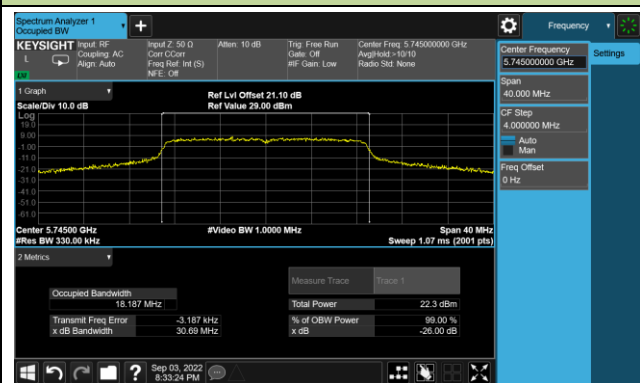 Spectrum Analyzer 1
Occupied BW
Frequency
KEYSIGHT Input: RF Input Z: 50 Ω Atten: 10 dB Trig: Free Run Center Freq: 5.745000000 GHz
L Coupling: AC Corr CCorr Gate: Off Avg|Hold:>10/10
Align: Auto Freq Ref: Int (S) #IF Gain: Low Radio Std: None
NFE: Off
Center Frequency
5.745000000 GHz
Settings
Span
40.000 MHz
CF Step
4.000000 MHz
Auto
Man
Freq Offset
0 Hz
1 Graph
Ref Lvl Offset 21.10 dB
Scale/Div 10.0 dB Ref Value 29.00 dBm
Log
19.0
9.00
-1.00
-11.0
-21.0
-31.0
-41.0
-51.0
-61.0
Center 5.74500 GHz #Video BW 1.0000 MHz Span 40 MHz
#Res BW 330.00 kHz Sweep 1.07 ms (2001 pts)
2 Metrics
Measure Trace Trace 1
Occupied Bandwidth
18.187 MHz Total Power 22.3 dBm
Transmit Freq Error -3.187 kHz % of OBW Power 99.00 %
x dB Bandwidth 30.69 MHz x dB -26.00 dB
Sep 03, 2022
8:33:24 PM